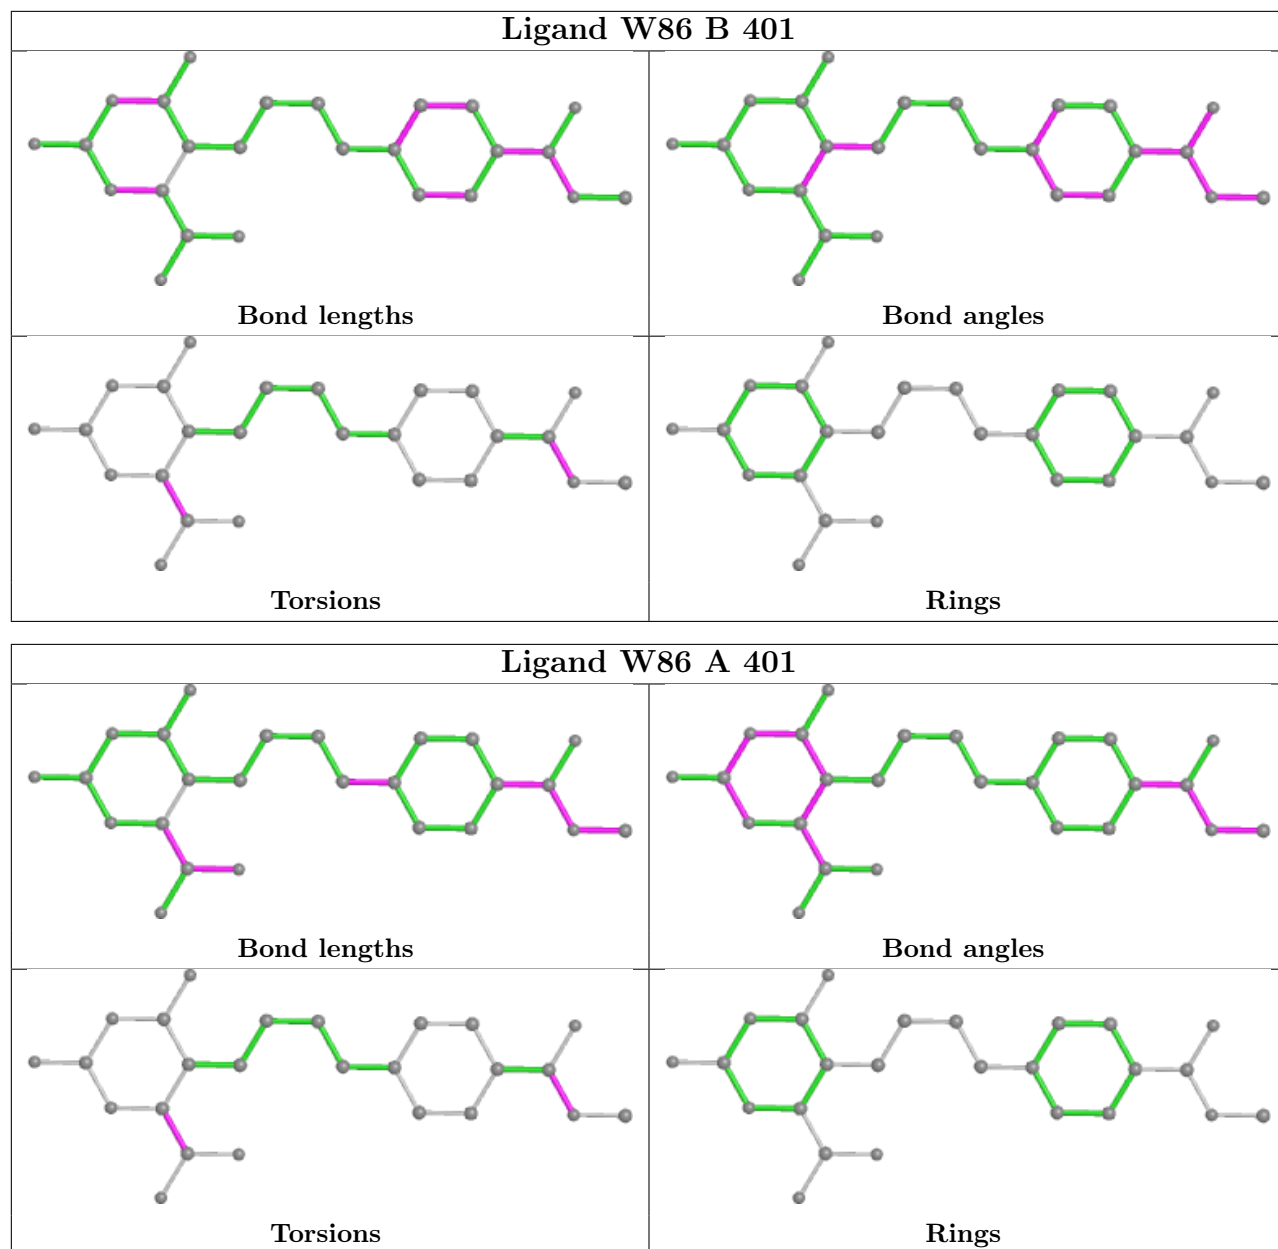 Ligand W86 B 401
Bond lengths
Bond angles
Torsions
Rings
Ligand W86 A 401
Bond lengths
Bond angles
Torsions
Rings